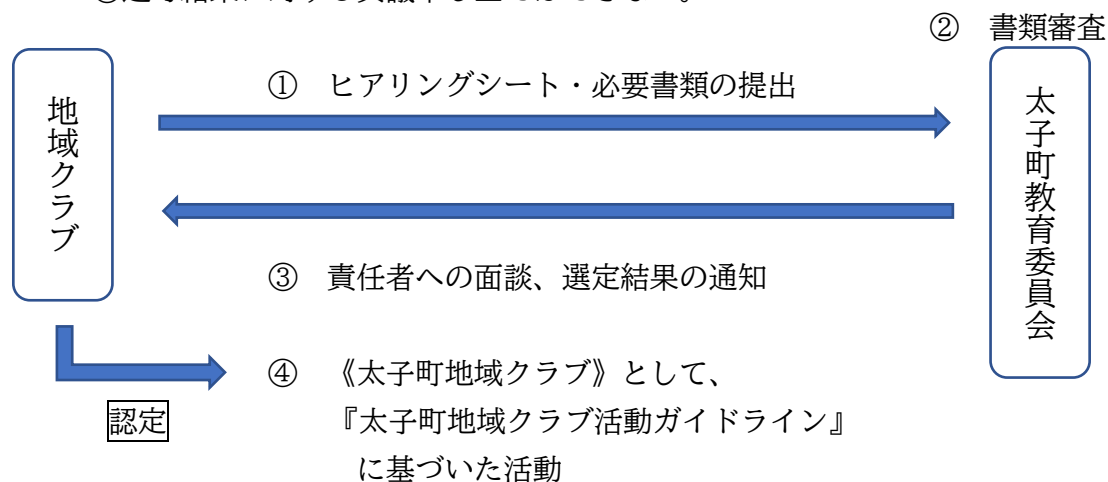 ② 書類審査
① ヒアリングシート・必要書類の提出
地域クラブ
太子町教育委員会
③ 責任者への面談、選定結果の通知
④ 《太子町地域クラブ》として、
認定
『太子町地域クラブ活動ガイドライン』
に基づいた活動